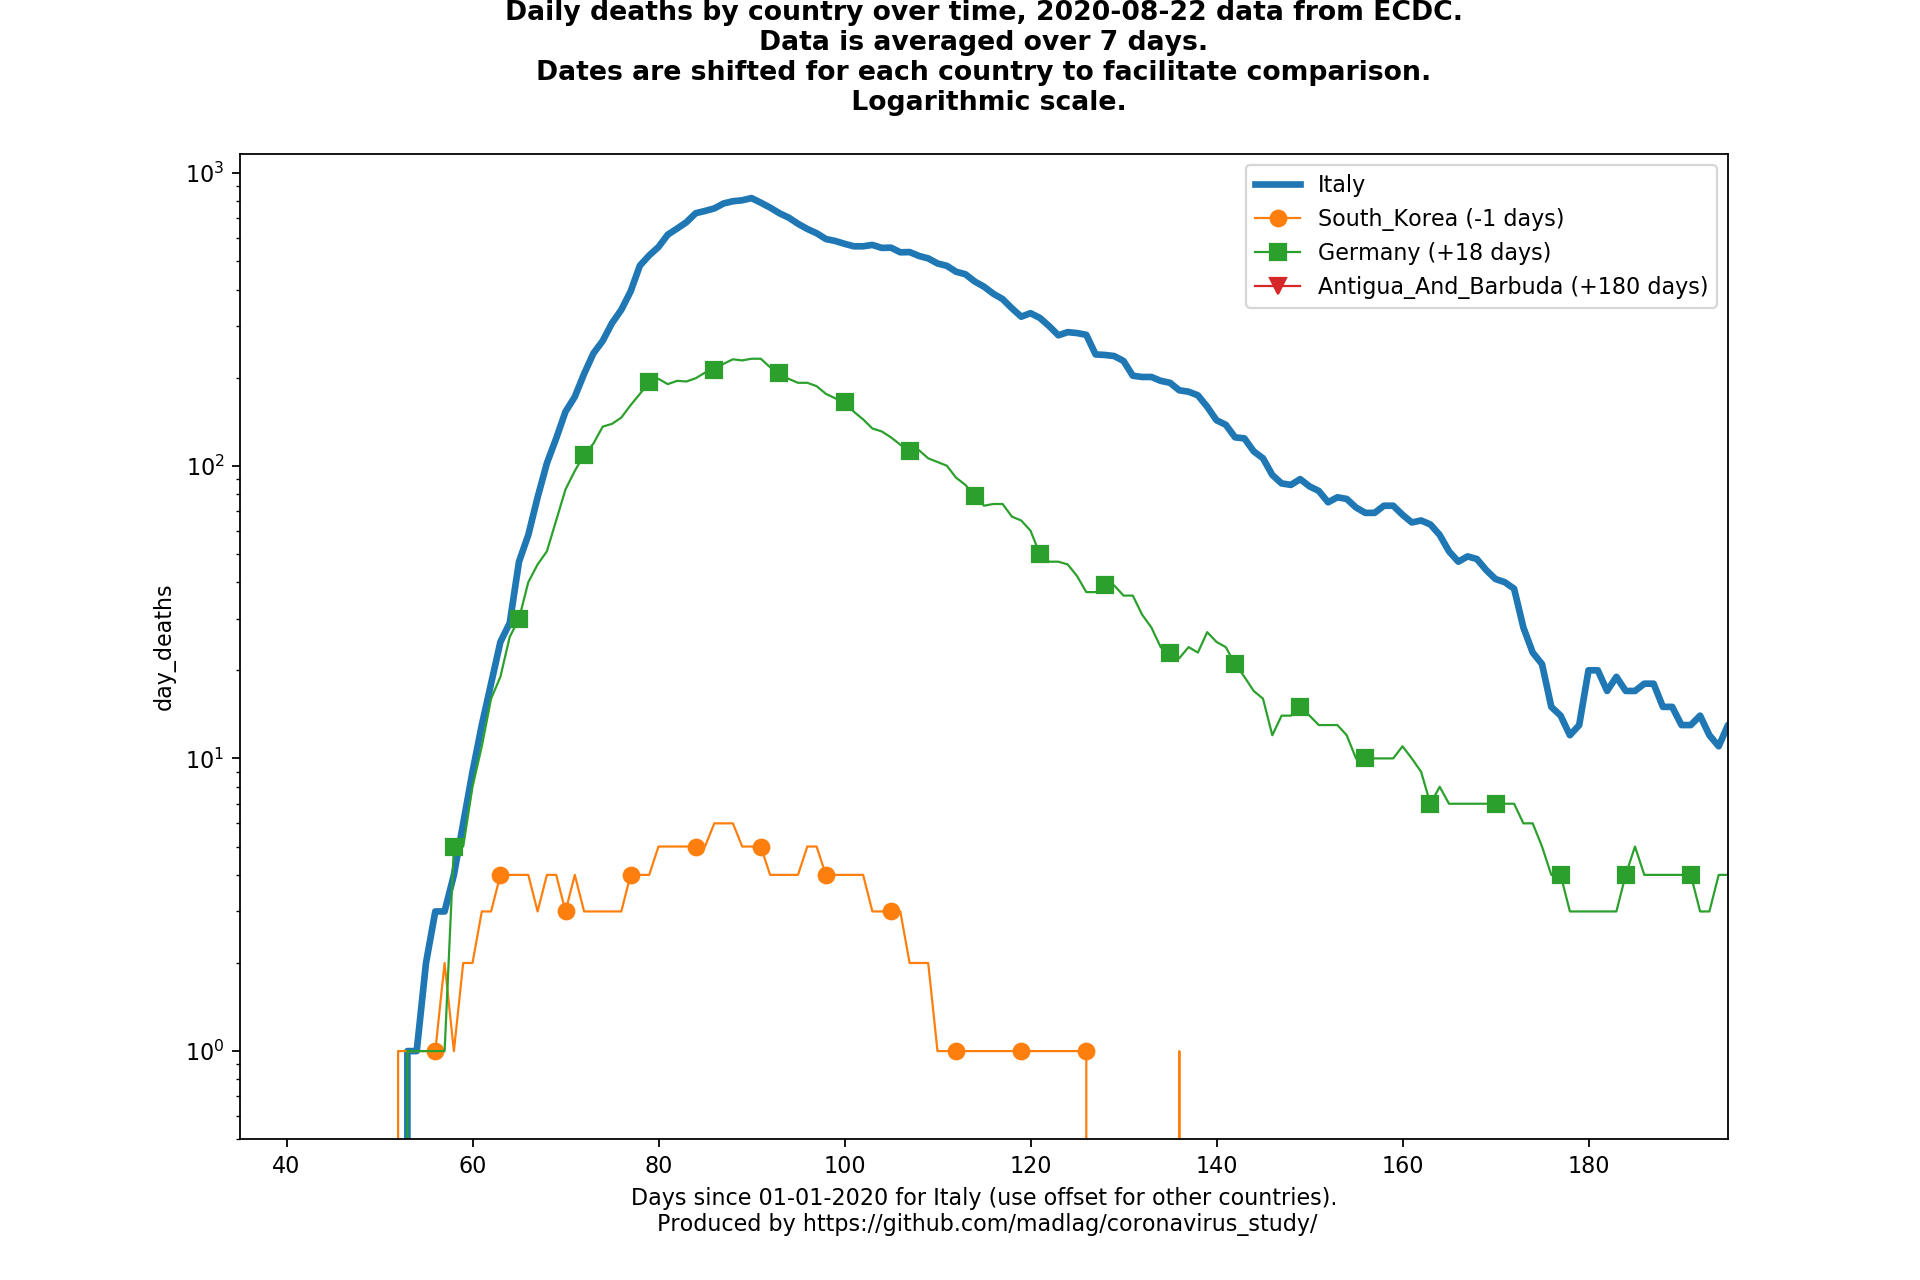 Daily deaths by country over time, 2020-08-22 data from ECDC.
Data is averaged over 7 days.
Dates are shifted for each country to facilitate comparison.
Logarithmic scale.
10³
10²
10¹
10⁰
day_deaths
Italy
South_Korea (-1 days)
Germany (+18 days)
Antigua_And_Barbuda (+180 days)
40 60 80 100 120 140 160 180
Days since 01-01-2020 for Italy (use offset for other countries).
Produced by https://github.com/madlag/coronavirus_study/